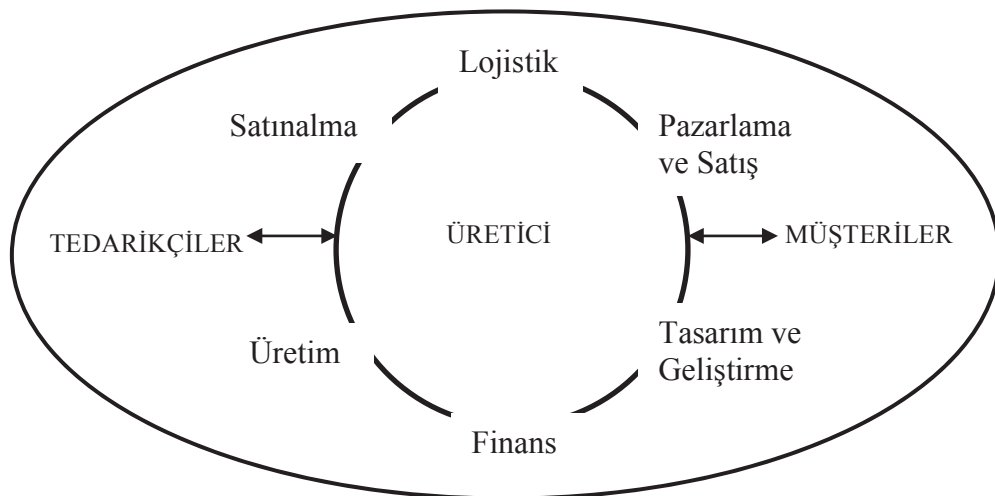 Lojistik
Satınalma
Pazarlama
ve Satış
TEDARİKÇİLER
ÜRETİCİ
MÜŞTERİLER
Üretim
Tasarım ve
Geliştirme
Finans